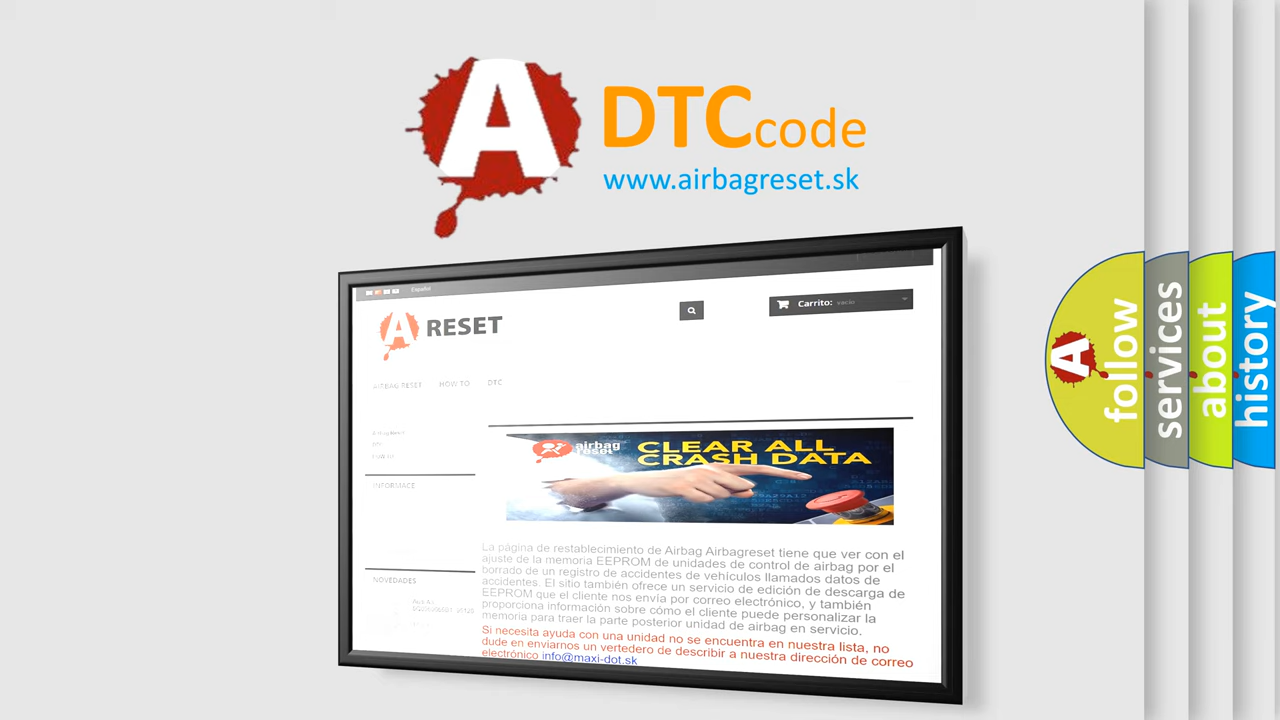 A DTCcode
www.airbagreset.sk
Español
A RESET
Carrito: vacío
AIRBAG RESET HOW TO DTC
INFORMACE
NOVEDADES
airbag
reset
CLEAR ALL
CRASH DATA
La página de restablecimiento de Airbag Airbagreset tiene que ver con el
ajuste de la memoria EEPROM de unidades de control de airbag por el
borrado de un registro de accidentes de vehículos llamados datos de
accidentes. El sitio también ofrece un servicio de edición de descarga de
EEPROM que el cliente nos envía por correo electrónico, y también
proporciona información sobre cómo el cliente puede personalizar la
memoria para traer la parte posterior unidad de airbag en servicio.
Si necesita ayuda con una unidad no se encuentra en nuestra lista, no
dude en enviarnos un vertedero de describir a nuestra dirección de correo
electrónico info@maxi-dot.sk
A
follow
services
about
history